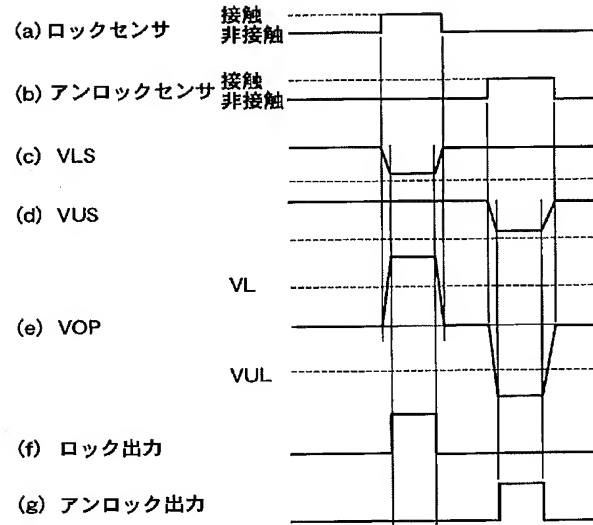 (a) ロックセンサ 接触
非接触
(b) アンロックセンサ 接触
非接触
(c) VLS
(d) VUS
VL
(e) VOP
VUL
(f) ロック出力
(g) アンロック出力